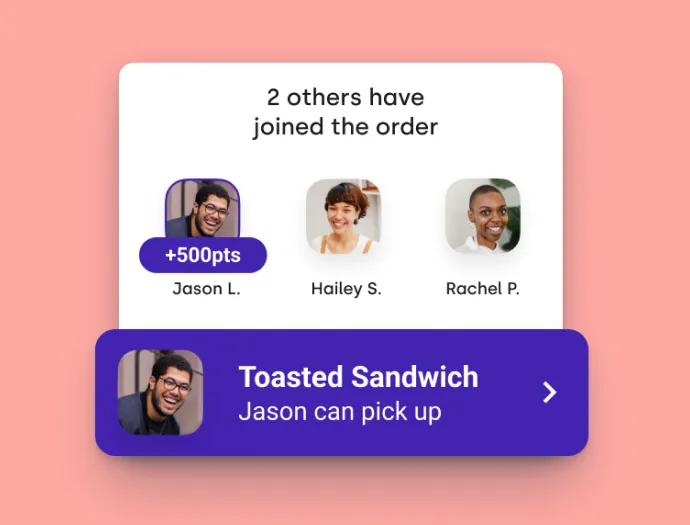 2 others have
joined the order
+500pts
Jason L.
Hailey S.
Rachel P.
Toasted Sandwich
Jason can pick up